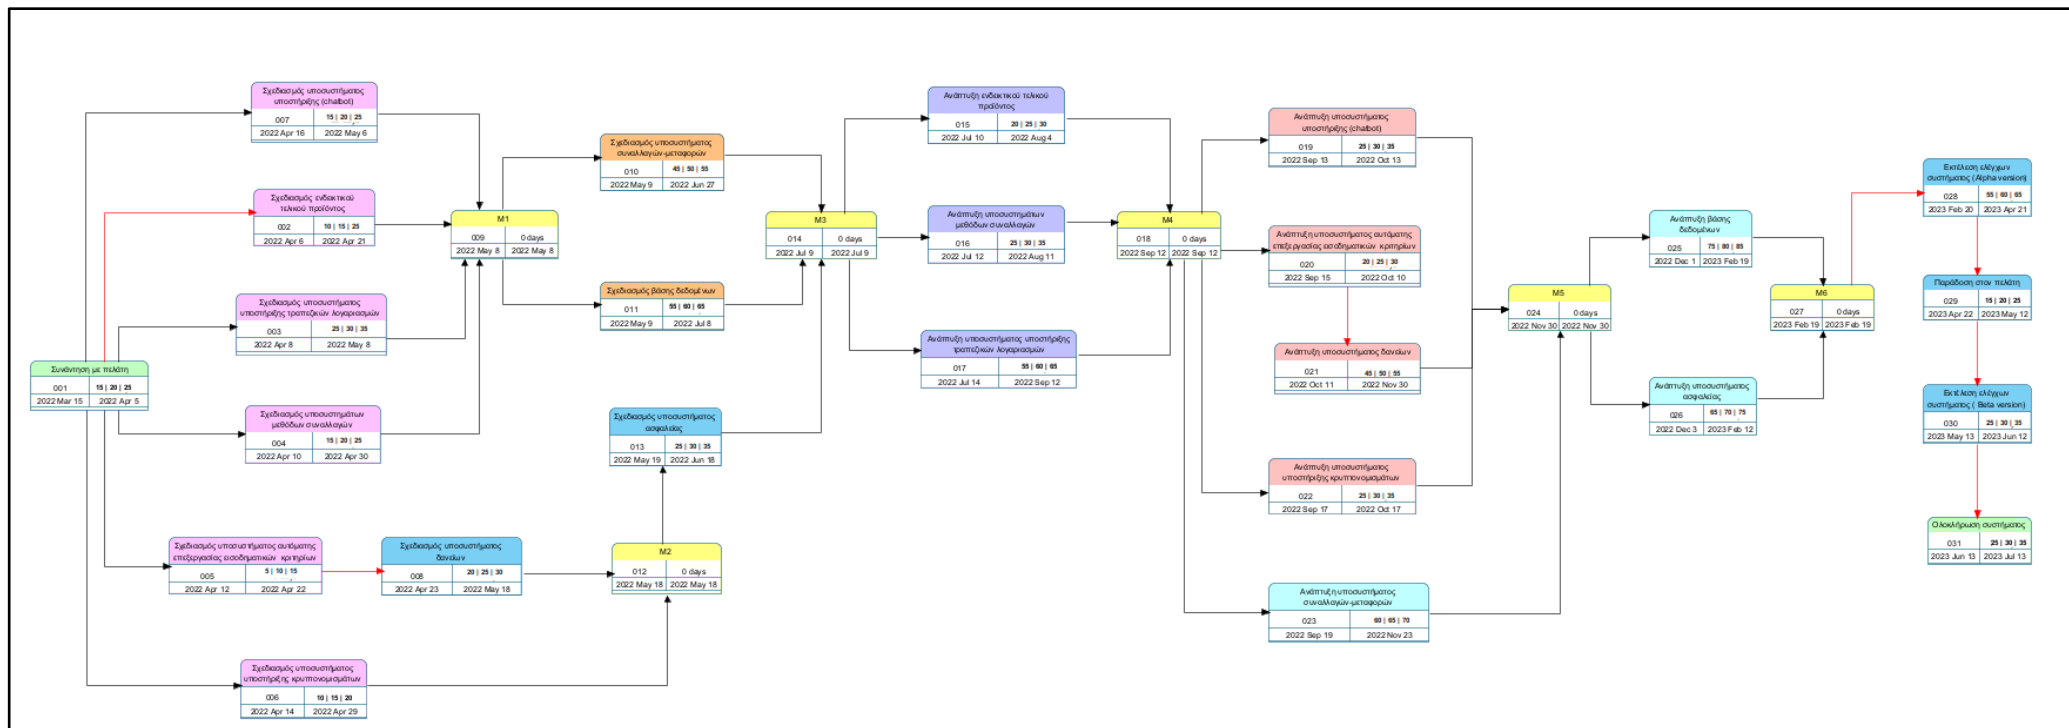 Σχεδιασμός υποσυστήματος
υποστήριξης (chatbot)
007 15 | 20 | 25
2022 Apr 16 2022 May 6
Σχεδιασμός ενδεικτικού
τελικού προϊόντος
002 10 | 15 | 25
2022 Apr 6 2022 Apr 21
Σχεδιασμός υποσυστήματος
υποστήριξης τραπεζικών λογαριασμών
003 25 | 30 | 35
2022 Apr 8 2022 May 8
Συνάντηση με πελάτη
001 15 | 20 | 25
2022 Mar 15 2022 Apr 5
Σχεδιασμός υποσυστημάτων
μεθόδων συναλλαγών
004 15 | 20 | 25
2022 Apr 10 2022 Apr 30
Σχεδιασμός υποσυστήματος αυτόματης
επεξεργασίας εισοδηματικών κριτηρίων
005 5 | 10 | 15
2022 Apr 12 2022 Apr 22
Σχεδιασμός υποσυστήματος
δανείων
008 20 | 25 | 30
2022 Apr 23 2022 May 18
Σχεδιασμός υποσυστήματος
υποστήριξης κρυπτονομισμάτων
006 10 | 15 | 20
2022 Apr 14 2022 Apr 29
M1
009 0 days
2022 May 8 2022 May 8
Σχεδιασμός υποσυστήματος
συναλλαγών-μεταφορών
010 45 | 50 | 55
2022 May 9 2022 Jun 27
Σχεδιασμός βάσης δεδομένων
011 55 | 60 | 65
2022 May 9 2022 Jul 8
Σχεδιασμός υποσυστήματος
ασφαλείας
013 25 | 30 | 35
2022 May 19 2022 Jun 18
M2
012 0 days
2022 May 18 2022 May 18
M3
014 0 days
2022 Jul 9 2022 Jul 9
Ανάπτυξη ενδεικτικού τελικού
προϊόντος
015 20 | 25 | 30
2022 Jul 10 2022 Aug 4
Ανάπτυξη υποσυστημάτων
μεθόδων συναλλαγών
016 25 | 30 | 35
2022 Jul 12 2022 Aug 11
Ανάπτυξη υποσυστήματος υποστήριξης
τραπεζικών λογαριασμών
017 55 | 60 | 65
2022 Jul 14 2022 Sep 12
M4
018 0 days
2022 Sep 12 2022 Sep 12
Ανάπτυξη υποσυστήματος
υποστήριξης (chatbot)
019 25 | 30 | 35
2022 Sep 13 2022 Oct 13
Ανάπτυξη υποσυστήματος αυτόματης
επεξεργασίας εισοδηματικών κριτηρίων
020 20 | 25 | 30
2022 Sep 15 2022 Oct 10
Ανάπτυξη υποσυστήματος δανείων
021 45 | 50 | 55
2022 Oct 11 2022 Nov 30
Ανάπτυξη υποσυστήματος
υποστήριξης κρυπτονομισμάτων
022 25 | 30 | 35
2022 Sep 17 2022 Oct 17
Ανάπτυξη υποσυστήματος
συναλλαγών-μεταφορών
023 60 | 65 | 70
2022 Sep 19 2022 Nov 23
M5
024 0 days
2022 Nov 30 2022 Nov 30
Ανάπτυξη βάσης
δεδομένων
025 75 | 80 | 85
2022 Dec 1 2023 Feb 19
Ανάπτυξη υποσυστήματος
ασφαλείας
026 65 | 70 | 75
2022 Dec 3 2023 Feb 12
M6
027 0 days
2023 Feb 19 2023 Feb 19
Εκτέλεση ελέγχων
συστήματος (Alpha version)
028 55 | 60 | 65
2023 Feb 20 2023 Apr 21
Παράδοση στον πελάτη
029 15 | 20 | 25
2023 Apr 22 2023 May 12
Εκτέλεση ελέγχων
συστήματος ( Beta version)
030 25 | 30 | 35
2023 May 13 2023 Jun 12
Ολοκλήρωση συστήματος
031 25 | 30 | 35
2023 Jun 13 2023 Jul 13